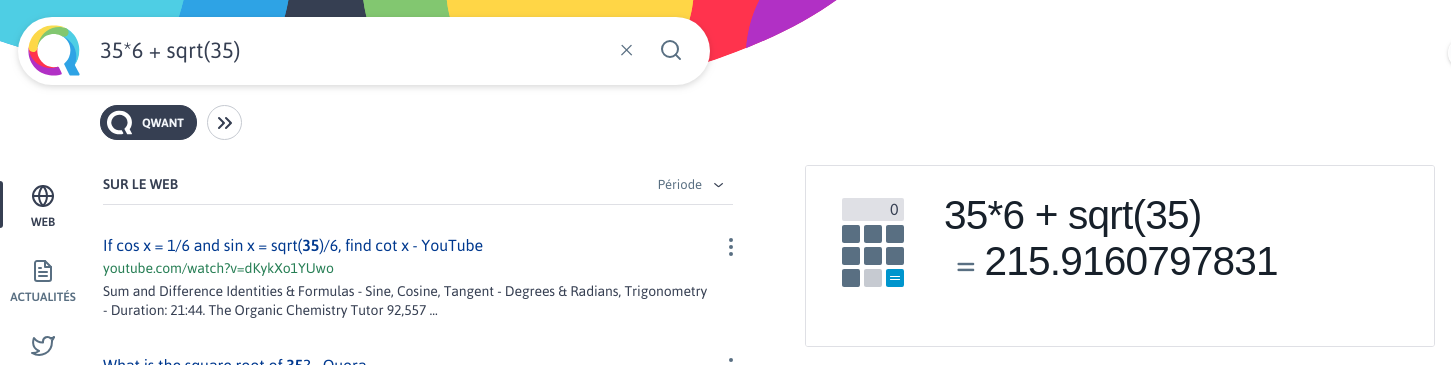 35*6 + sqrt(35)
QWANT
SUR LE WEB
Période
WEB
ACTUALITÉS
If cos x = 1/6 and sin x = sqrt(35)/6, find cot x - YouTube
youtube.com/watch?v=dKykXo1YUwo
Sum and Difference Identities & Formulas - Sine, Cosine, Tangent - Degrees & Radians, Trigonometry
- Duration: 21:44. The Organic Chemistry Tutor 92,557 ...
What is the square root of 35? - Quora
0
=
35*6 + sqrt(35)
= 215.9160797831